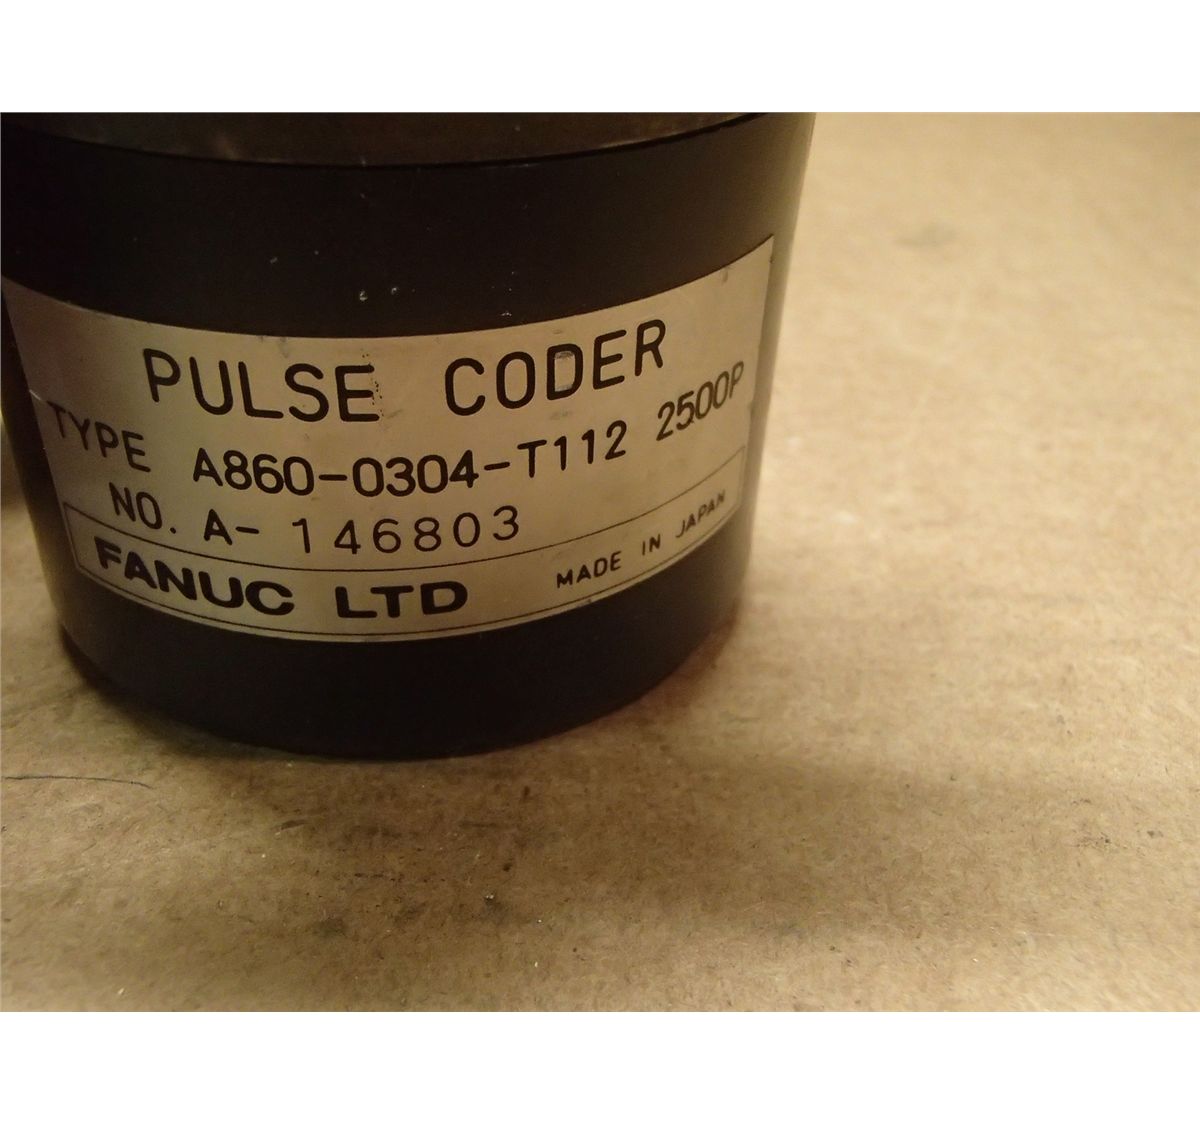 PULSE CODER
TYPE A860-0304-T112 2500P
NO. A- 146803
FANUC LTD MADE IN JAPAN